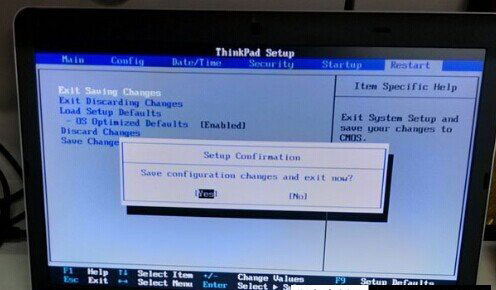 ThinkPad Setup
Main Config Date/Time Security Startup Restart
Exit Saving Changes
Exit Discarding Changes
Load Setup Defaults
- OS Optimized Defaults [Enabled]
Discard Changes
Save Change
Item Specific Help
Exit System Setup and
save your changes to
CMOS.
Setup Confirmation
Save configuration changes and exit now?
[Yes] [No]
F1 Help ↑↓ Select Item -/- Change Values F9 Setup Defaults
Esc Exit ↔ Select Menu Enter Select ▸